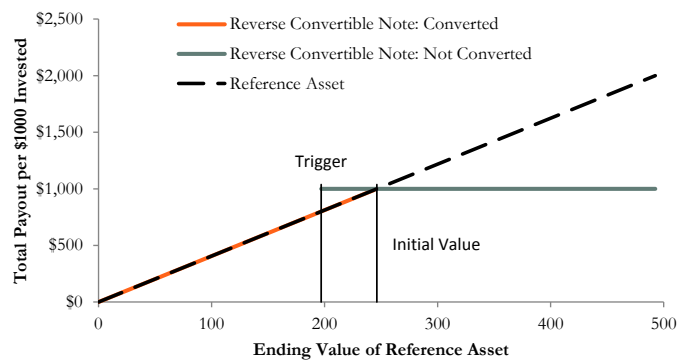 $2,500
Reverse Convertible Note: Converted
Reverse Convertible Note: Not Converted
Reference Asset
$2,000
$1,500
Trigger
$1,000
Initial Value
$500
$0
0 100 200 300 400 500
Ending Value of Reference Asset
Total Payout per $1000 Invested